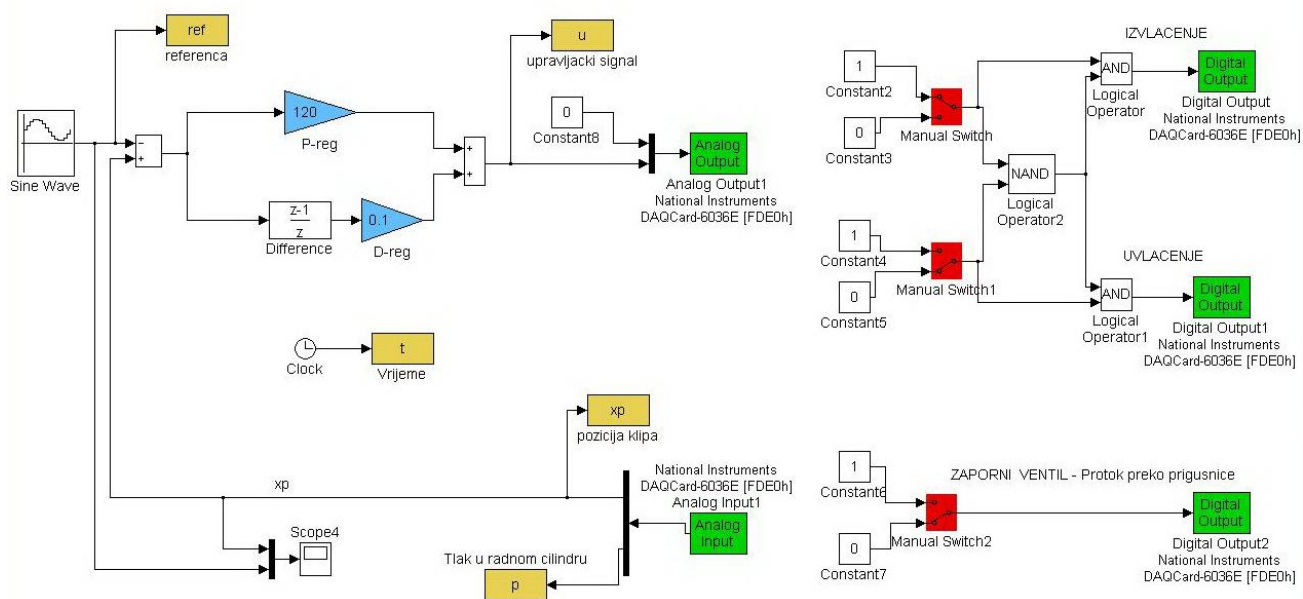 ref
referenca
Sine Wave
−
+
120
P-reg
z-1
z
Difference
0.1
D-reg
+
+
u
upravljacki signal
0
Constant8
Analog
Output
Analog Output1
National Instruments
DAQCard-6036E [FDE0h]
Clock
t
Vrijeme
xp
pozicija klipa
xp
Scope4
National Instruments
DAQCard-6036E [FDE0h]
Analog Input1
Analog
Input
Tlak u radnom cilindru
p
IZVLACENJE
1
Constant2
0
Constant3
Manual Switch
AND
Logical
Operator
Digital
Output
Digital Output
National Instruments
DAQCard-6036E [FDE0h]
NAND
Logical
Operator2
1
Constant4
0
Constant5
Manual Switch1
UVLACENJE
AND
Logical
Operator1
Digital
Output
Digital Output1
National Instruments
DAQCard-6036E [FDE0h]
1
Constant6
0
Constant7
Manual Switch2
ZAPORNI VENTIL - Protok preko prigusnice
Digital
Output
Digital Output2
National Instruments
DAQCard-6036E [FDE0h]